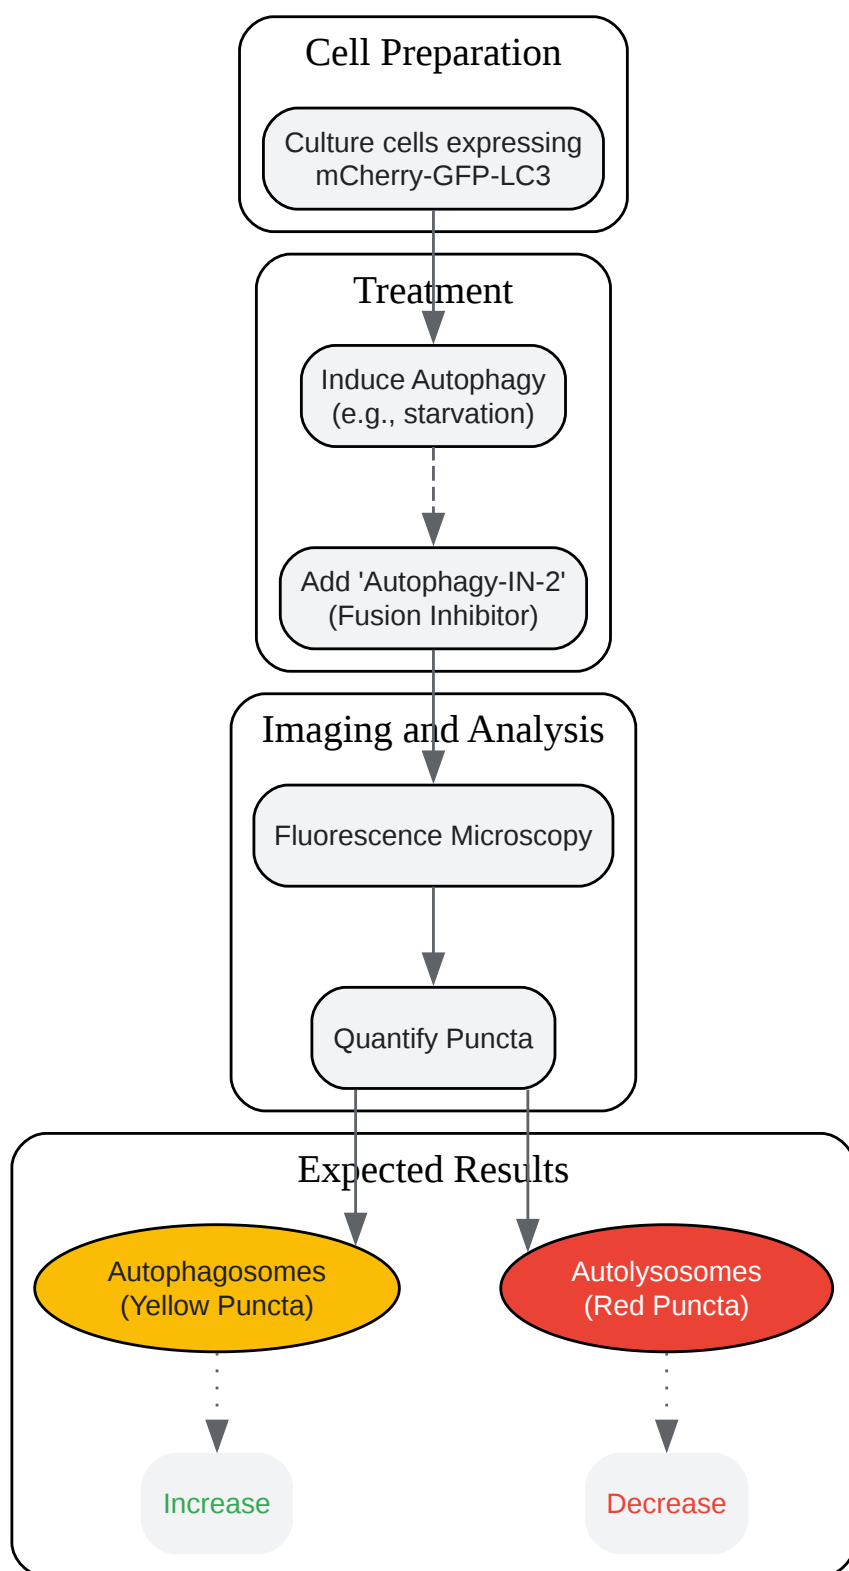 Cell Preparation
Culture cells expressing
mCherry-GFP-LC3
Treatment
Induce Autophagy
(e.g., starvation)
Add 'Autophagy-IN-2'
(Fusion Inhibitor)
Imaging and Analysis
Fluorescence Microscopy
Quantify Puncta
Expected Results
Autophagosomes
(Yellow Puncta)
Autolysosomes
(Red Puncta)
Increase
Decrease